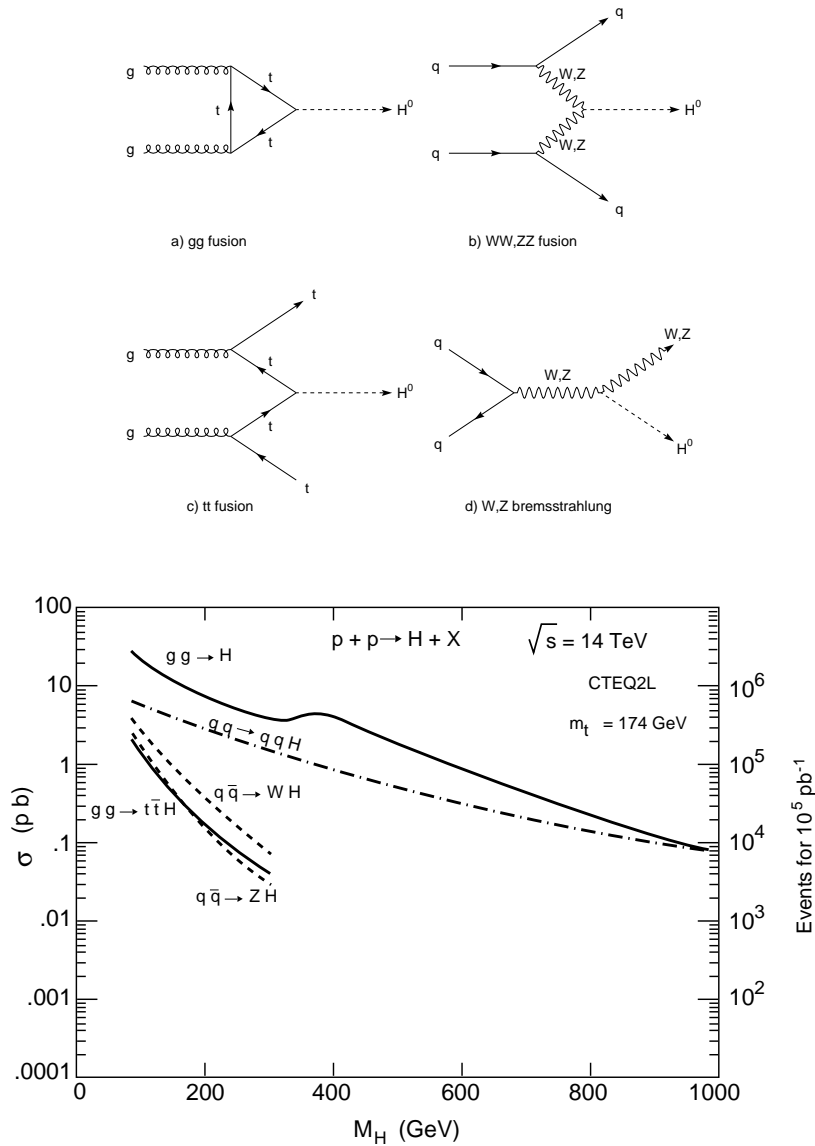 g
t
t
t
g
H⁰
a) gg fusion
q
q
W,Z
W,Z
H⁰
q
q
b) WW,ZZ fusion
g
t
t
t
g
t
H⁰
c) tt fusion
q
q
W,Z
W,Z
H⁰
d) W,Z bremsstrahlung
p + p → H + X
√s = 14 TeV
CTEQ2L
m_t = 174 GeV
g g → H
q q → q q H
q q̄ → W H
g g → t t̄ H
q q̄ → Z H
σ (p b)
100
10
1
.1
.01
.001
.0001
Events for 10⁵ pb⁻¹
10⁶
10⁵
10⁴
10³
10²
0 200 400 600 800 1000
M_H (GeV)